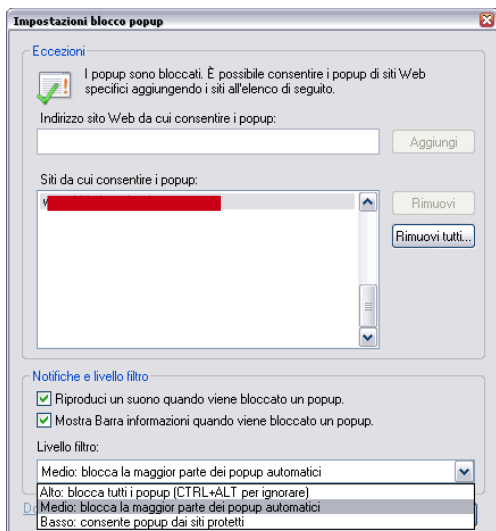 Impostazioni blocco popup
Eccezioni
I popup sono bloccati. È possibile consentire i popup di siti Web
specifici aggiungendo i siti all'elenco di seguito.
Indirizzo sito Web da cui consentire i popup:
Aggiungi
Siti da cui consentire i popup:
Rimuovi
Rimuovi tutti...
Notifiche e livello filtro
Riproduci un suono quando viene bloccato un popup.
Mostra Barra informazioni quando viene bloccato un popup.
Livello filtro:
Medio: blocca la maggior parte dei popup automatici
Alto: blocca tutti i popup (CTRL+ALT per ignorare)
Medio: blocca la maggior parte dei popup automatici
Basso: consente popup dai siti protetti